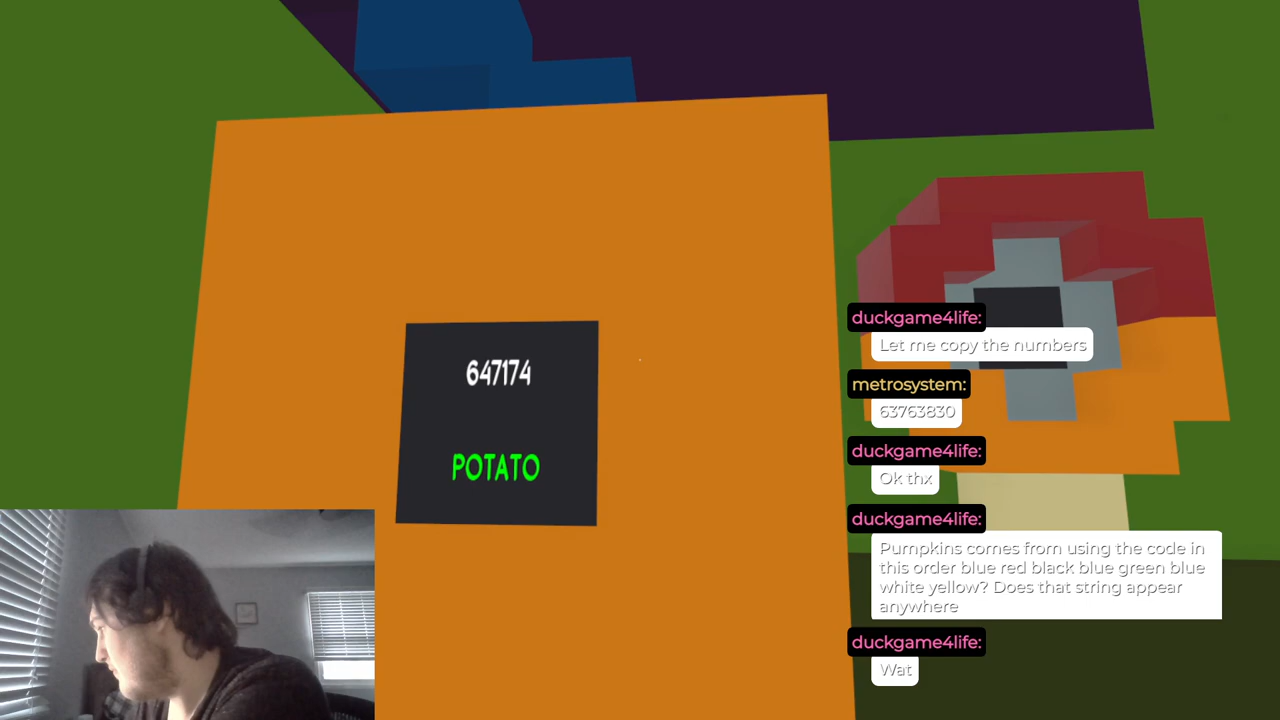 647174
POTATO
duckgame4life:
Let me copy the numbers
metrosystem:
63763830
duckgame4life:
Ok thx
duckgame4life:
Pumpkins comes from using the code in
this order blue red black blue green blue
white yellow? Does that string appear
anywhere
duckgame4life:
Wat